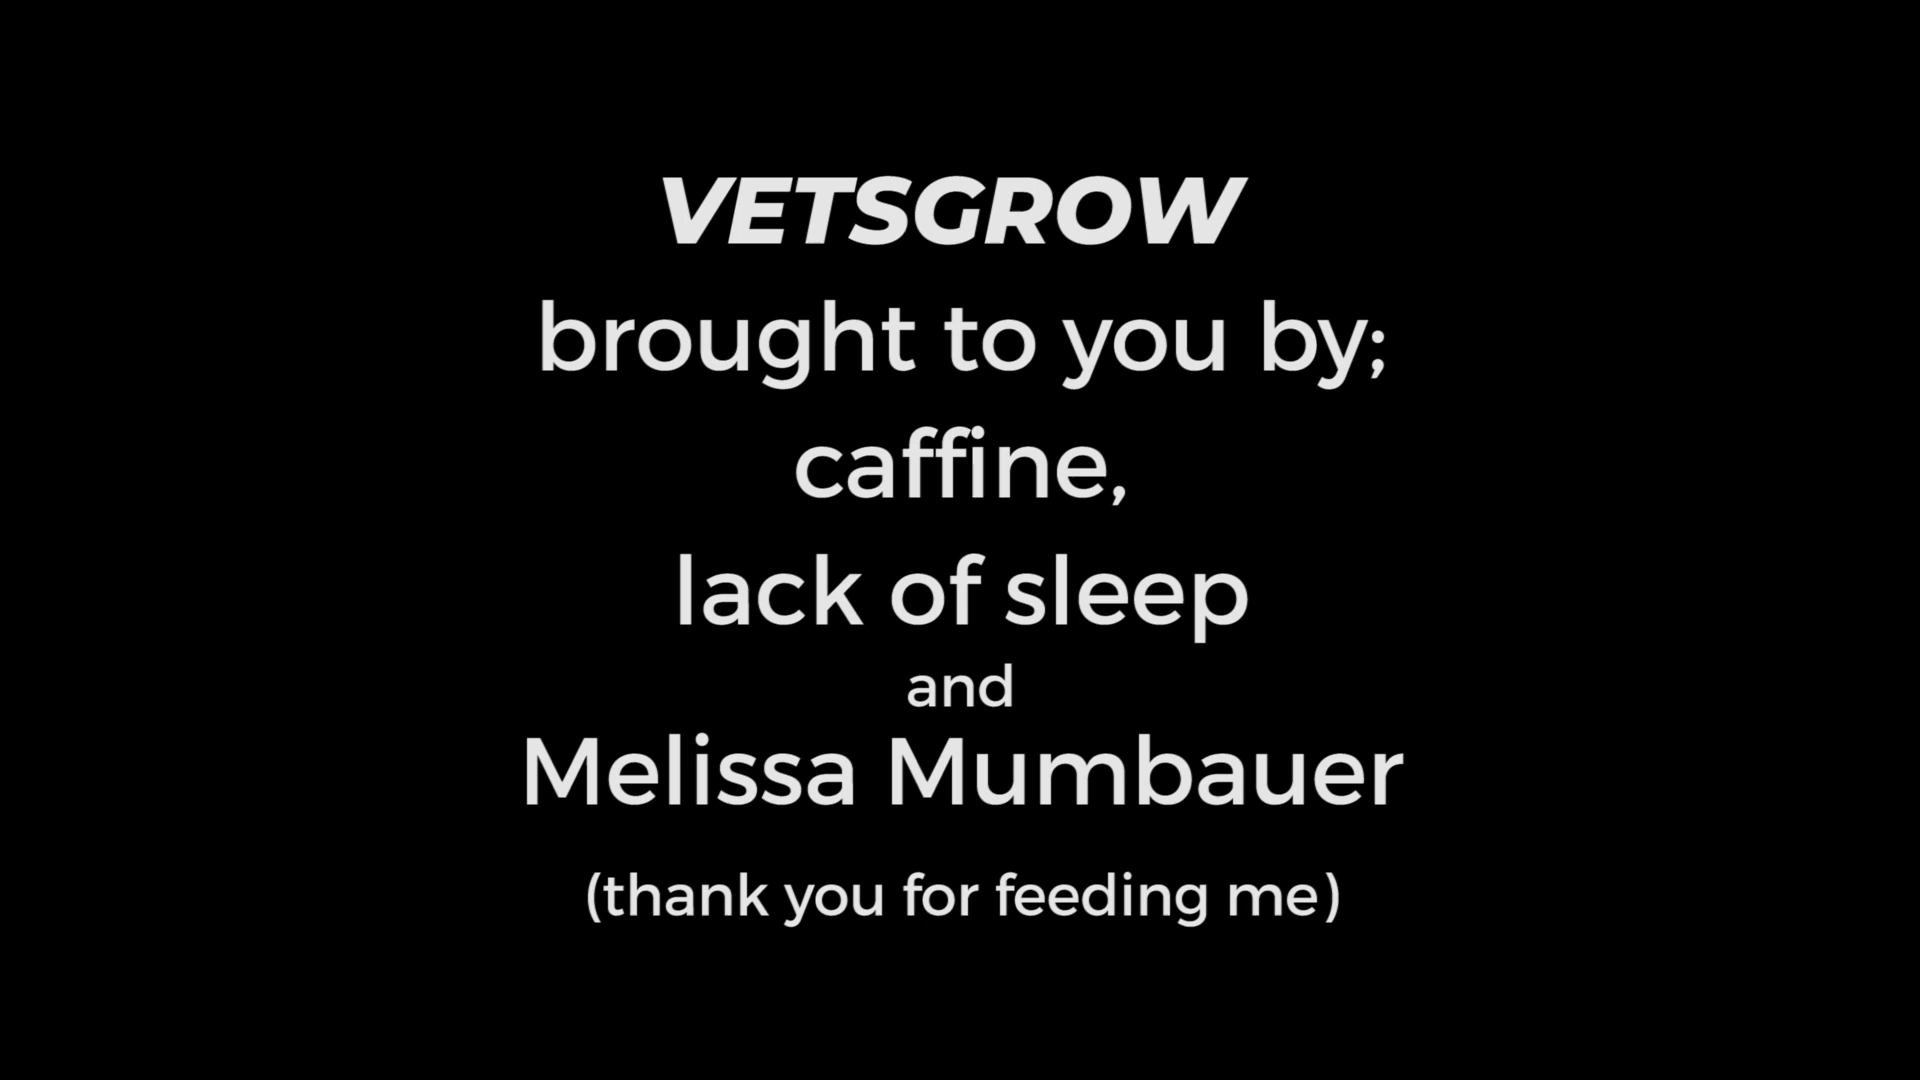 VETSGROW
brought to you by;
caffine,
lack of sleep
and
Melissa Mumbauer
(thank you for feeding me)